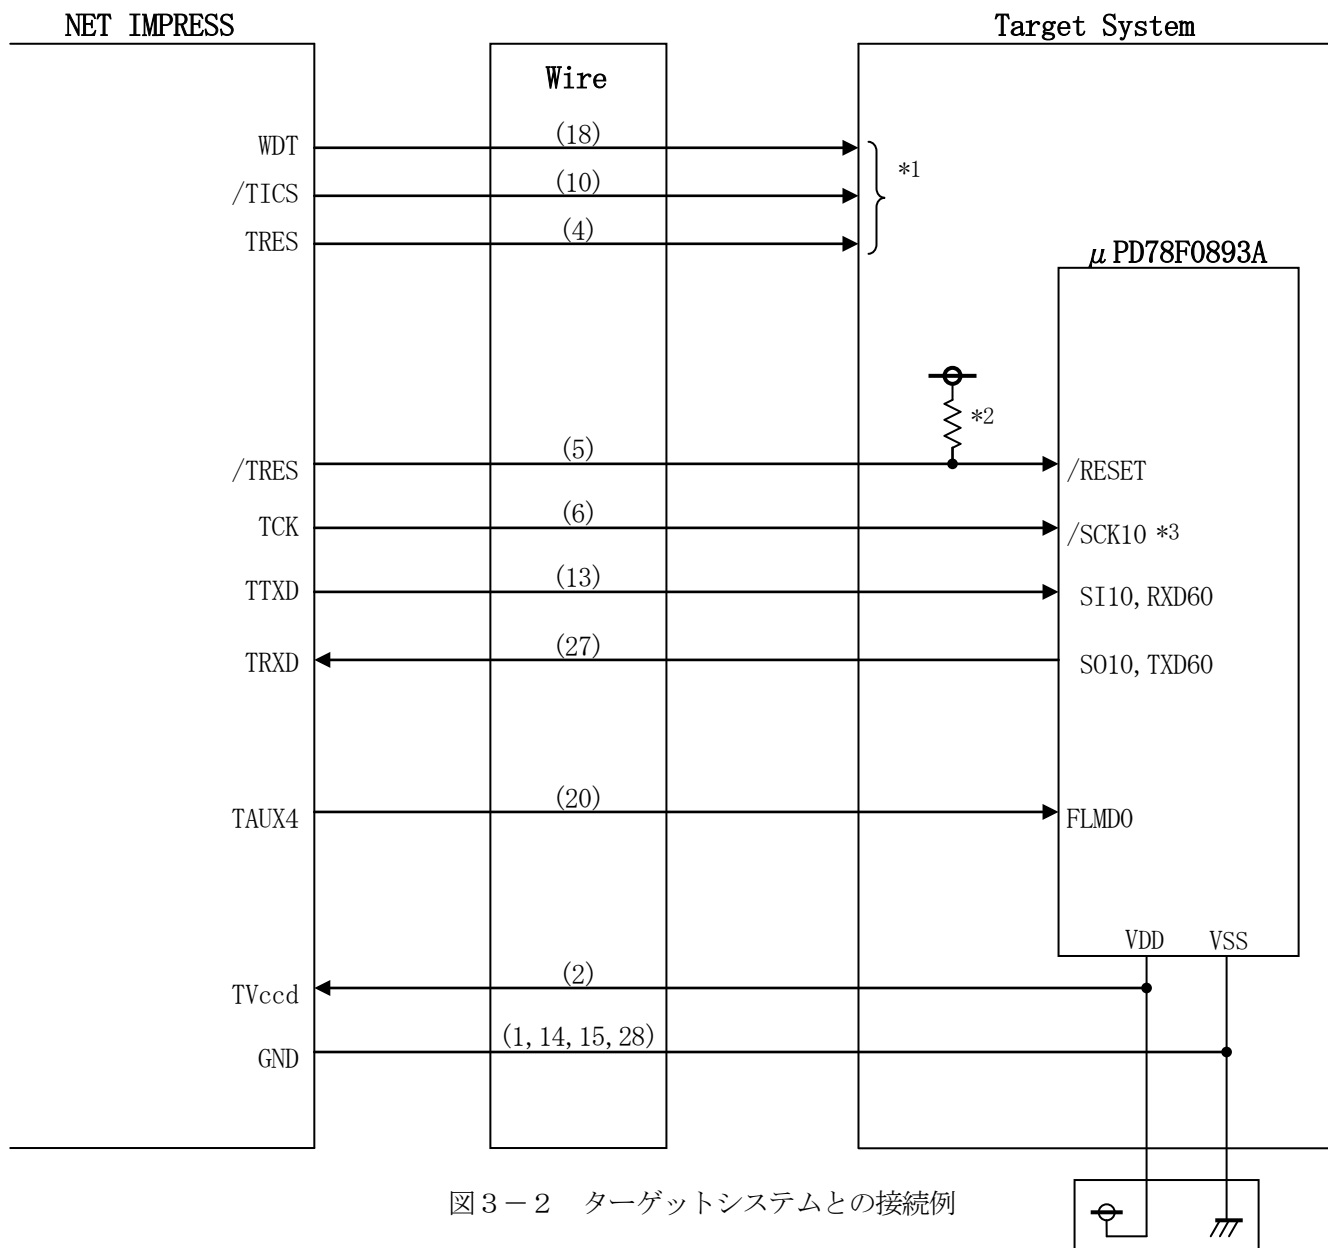 NET IMPRESS
Target System
Wire
WDT
(18)
*1
/TICS
(10)
TRES
(4)
μPD78F0893A
*2
/TRES
(5)
/RESET
TCK
(6)
/SCK10 *3
TTXD
(13)
SI10,RXD60
TRXD
(27)
SO10,TXD60
TAUX4
(20)
FLMD0
VDD
VSS
TVccd
(2)
GND
(1,14,15,28)
図3-2 ターゲットシステムとの接続例